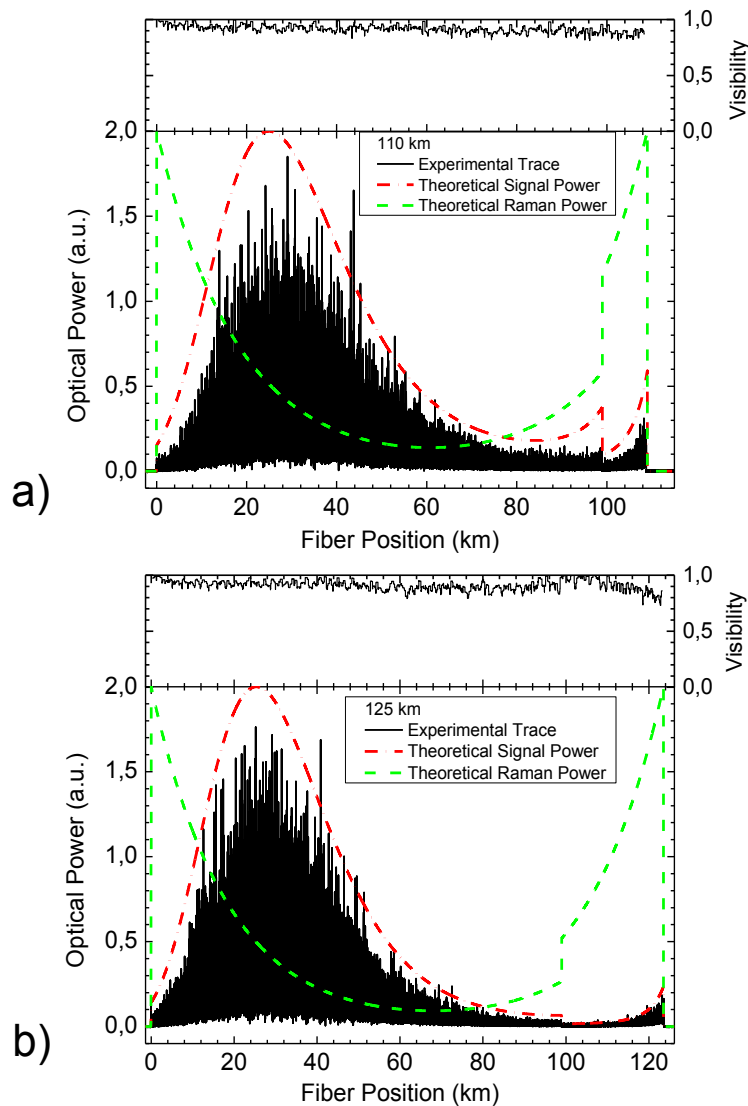 1,0
0,5
0,0
Visibility
2,0
1,5
1,0
0,5
0,0
Optical Power (a.u.)
110 km
Experimental Trace
Theoretical Signal Power
Theoretical Raman Power
0 20 40 60 80 100
Fiber Position (km)
a)
1,0
0,5
0,0
Visibility
2,0
1,5
1,0
0,5
0,0
Optical Power (a.u.)
125 km
Experimental Trace
Theoretical Signal Power
Theoretical Raman Power
0 20 40 60 80 100 120
Fiber Position (km)
b)